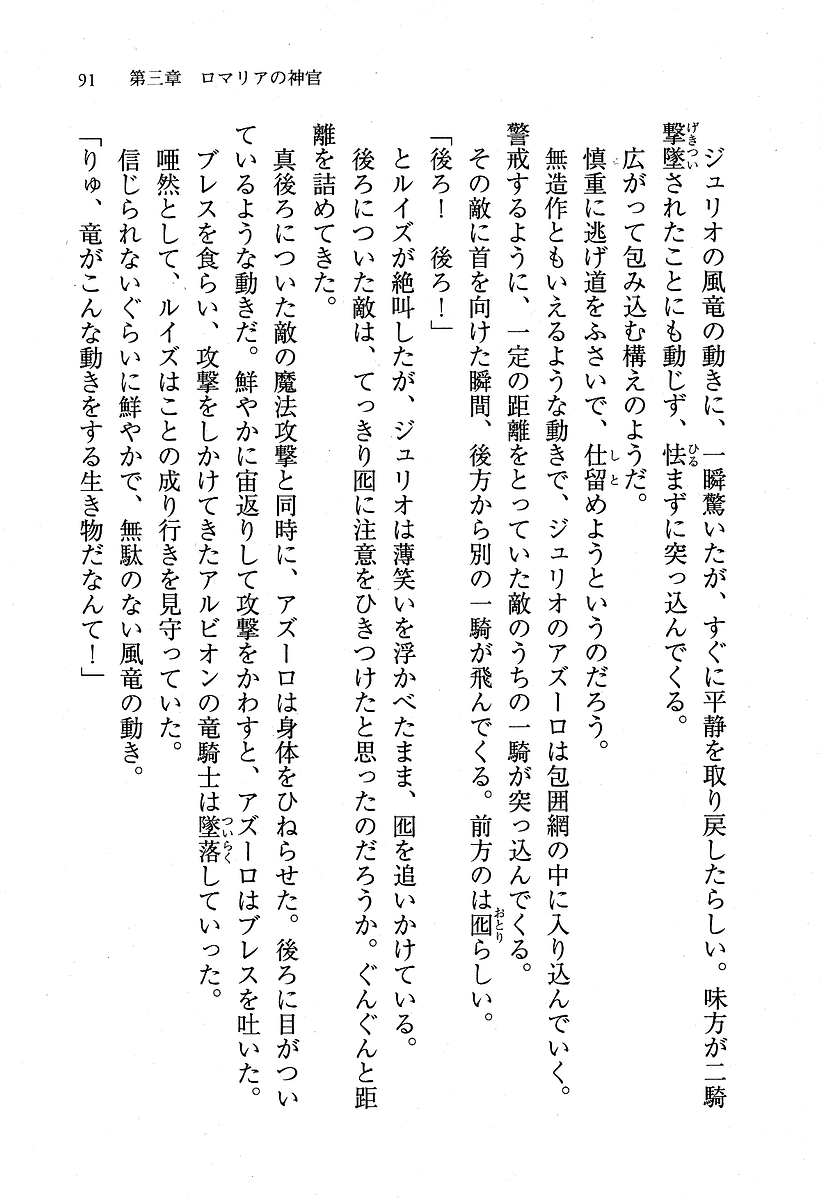 91　第三章　ロマリアの神官
　ジュリオの風竜の動きに、一瞬驚いたが、すぐに平静を取り戻したらしい。味方が二騎
撃墜されたことにも動じず、怯まずに突っ込んでくる。
　広がって包み込む構えのようだ。
　慎重に逃げ道をふさいで、仕留めようというのだろう。
　無造作ともいえるような動きで、ジュリオのアズーロは包囲網の中に入り込んでいく。
警戒するように、一定の距離をとっていた敵のうちの一騎が突っ込んでくる。
　その敵に首を向けた瞬間、後方から別の一騎が飛んでくる。前方のは囮らしい。
「後ろ！　後ろ！」
　とルイズが絶叫したが、ジュリオは薄笑いを浮かべたまま、囮を追いかけている。
　後ろについた敵は、てっきり囮に注意をひきつけたと思ったのだろうか。ぐんぐんと距
離を詰めてきた。
　真後ろについた敵の魔法攻撃と同時に、アズーロは身体をひねらせた。後ろに目がつい
ているような動きだ。鮮やかに宙返りして攻撃をかわすと、アズーロはブレスを吐いた。
　ブレスを食らい、攻撃をしかけてきたアルビオンの竜騎士は墜落していった。
　唖然として、ルイズはことの成り行きを見守っていた。
　信じられないぐらいに鮮やかで、無駄のない風竜の動き。
「りゅ、竜がこんな動きをする生き物だなんて！」